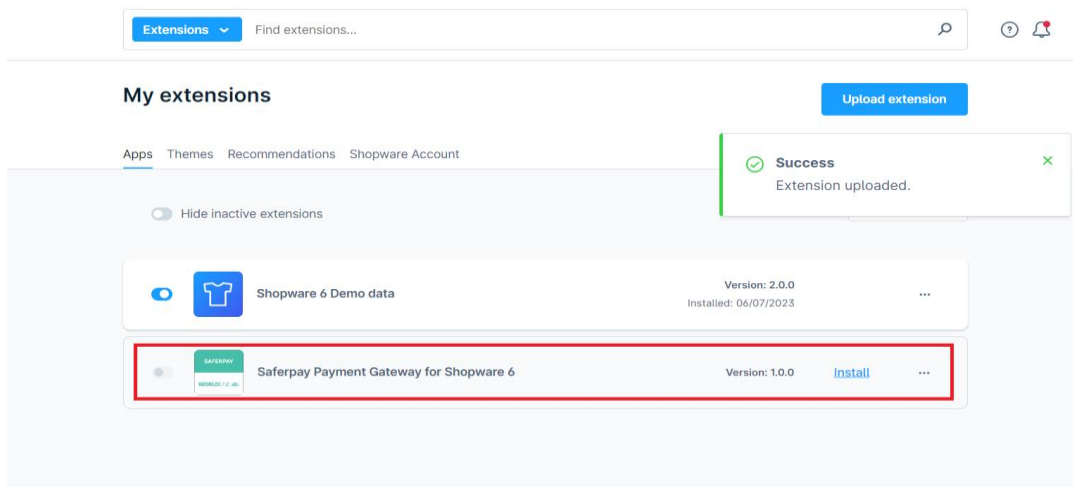 Extensions
Find extensions...
My extensions
Upload extension
Apps Themes Recommendations Shopware Account
Success
Extension uploaded.
Hide inactive extensions
Shopware 6 Demo data
Version: 2.0.0
Installed: 06/07/2023
SAFERPAY
WORLDLINE
Saferpay Payment Gateway for Shopware 6
Version: 1.0.0
Install